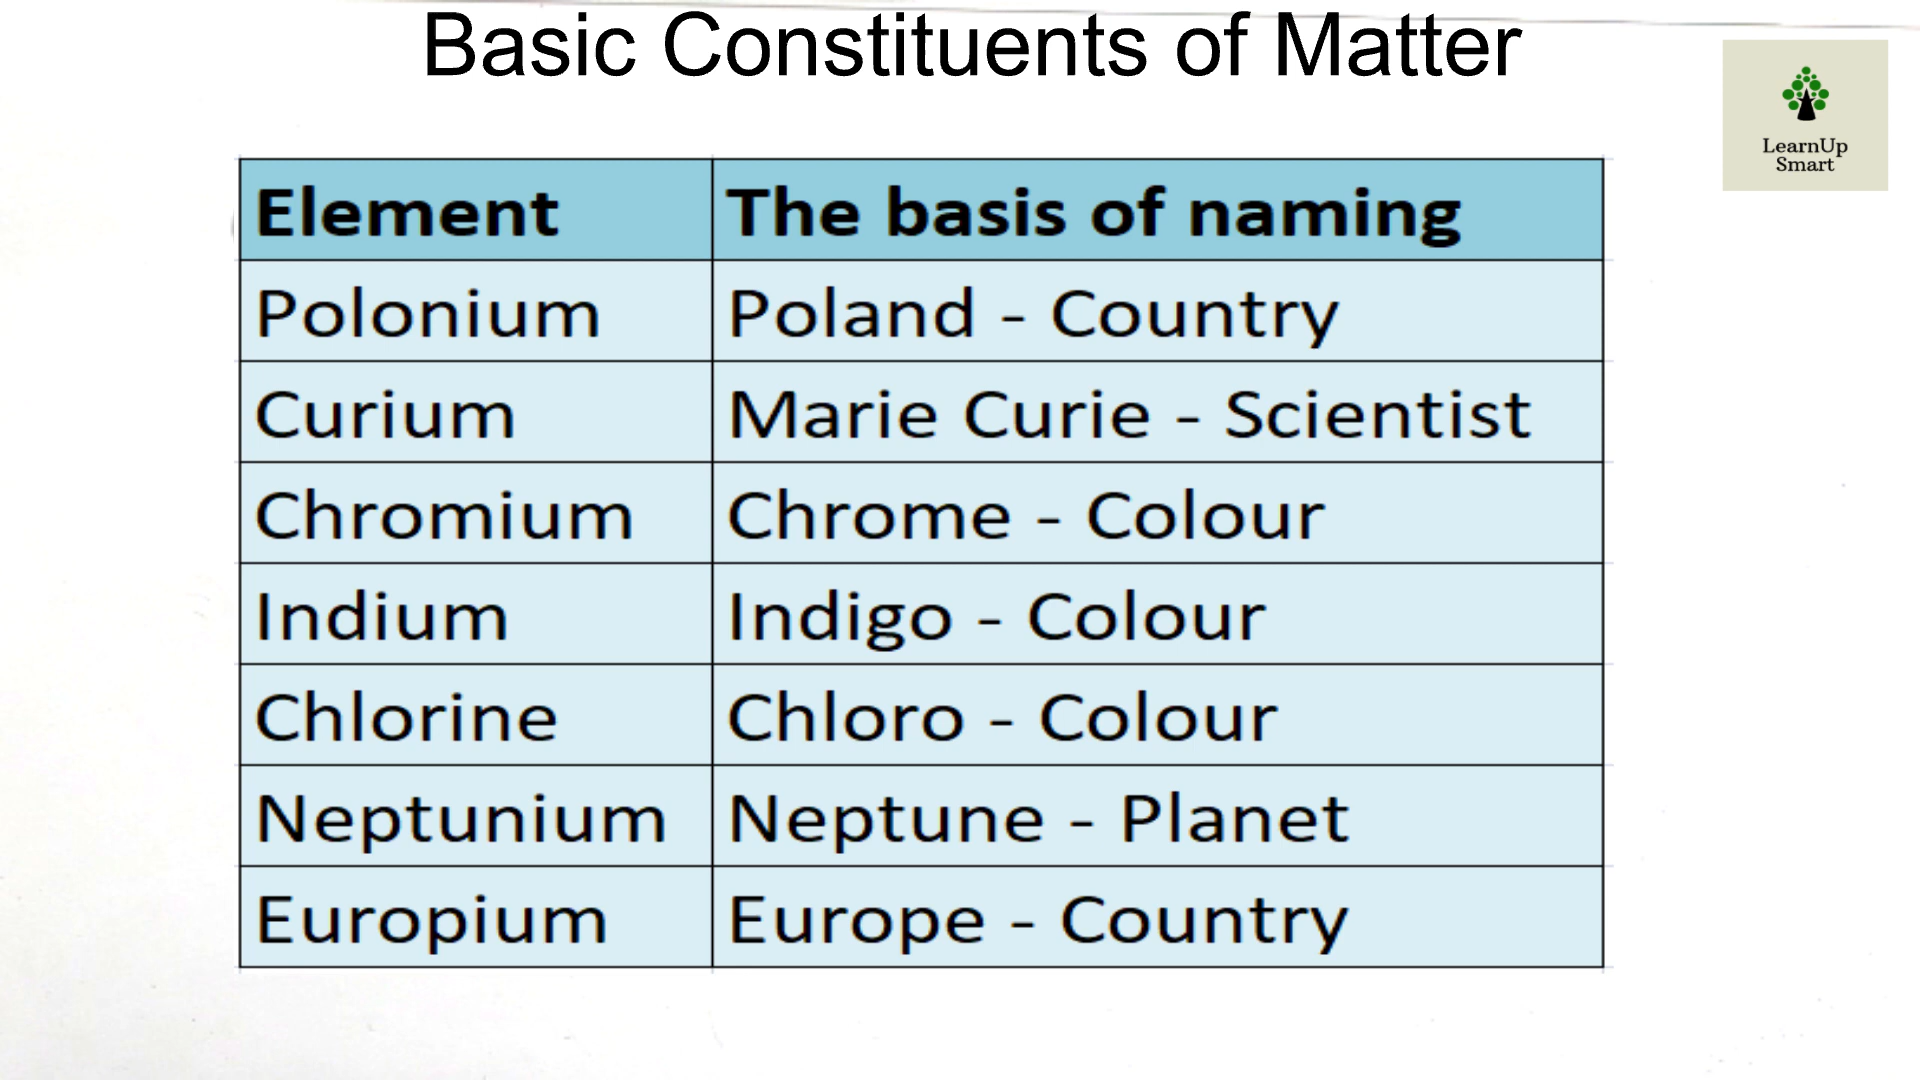 Basic Constituents of Matter
LearnUp
Smart
Element The basis of naming
Polonium Poland - Country
Curium Marie Curie - Scientist
Chromium Chrome - Colour
Indium Indigo - Colour
Chlorine Chloro - Colour
Neptunium Neptune - Planet
Europium Europe - Country